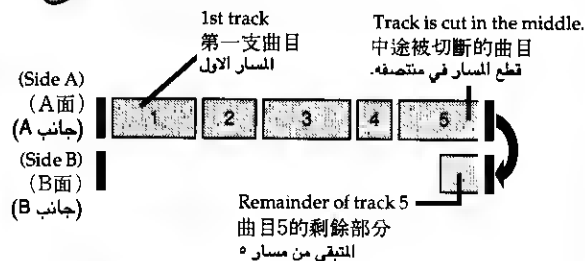 1st track
第一支曲目
المسار الاول
Track is cut in the middle.
中途被切斷的曲目
قطع المسار في منتصفه.
(Side A)
(A面)
(جانب A)
1 2 3 4 5
(Side B)
(B面)
(جانب B)
Remainder of track 5
曲目5的剩餘部分
المتبقي من مسار ٥